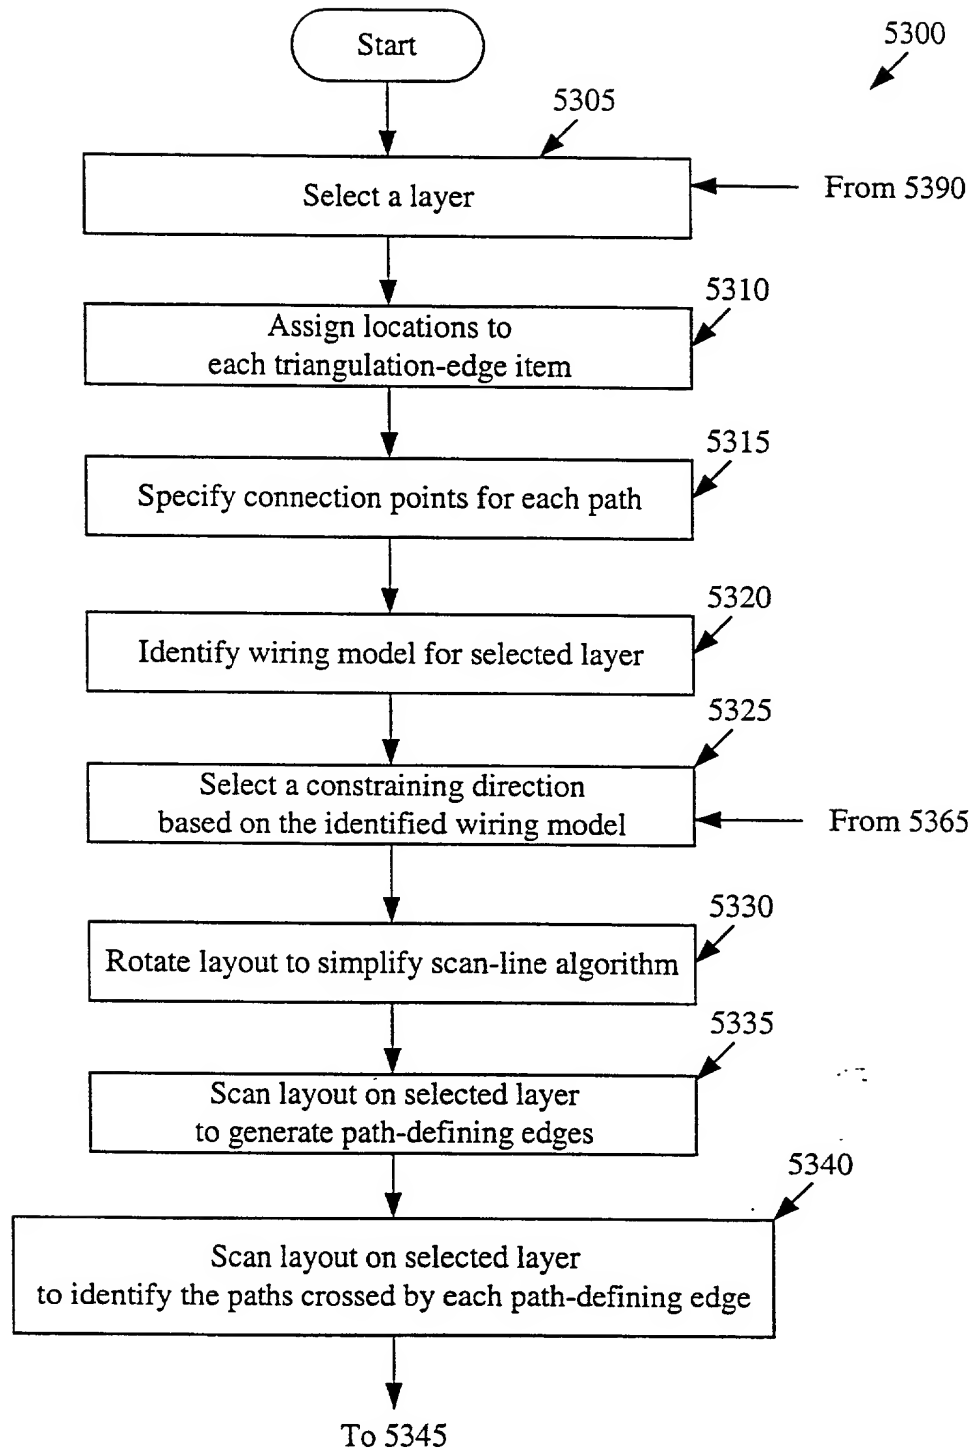 Start
5300
5305
Select a layer
From 5390
5310
Assign locations to
each triangulation-edge item
5315
Specify connection points for each path
5320
Identify wiring model for selected layer
5325
Select a constraining direction
based on the identified wiring model
From 5365
5330
Rotate layout to simplify scan-line algorithm
5335
Scan layout on selected layer
to generate path-defining edges
5340
Scan layout on selected layer
to identify the paths crossed by each path-defining edge
To 5345